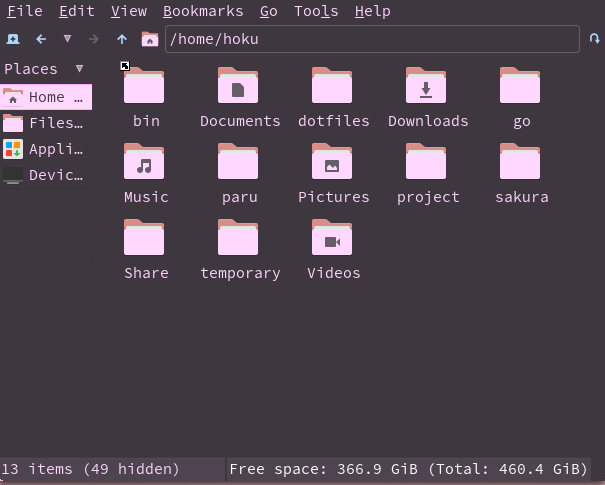 File Edit View Bookmarks Go Tools Help
/home/hoku
Places
Home ...
Files...
Appli...
Devic...
bin Documents dotfiles Downloads go
Music paru Pictures project sakura
Share temporary Videos
13 items (49 hidden) Free space: 366.9 GiB (Total: 460.4 GiB)